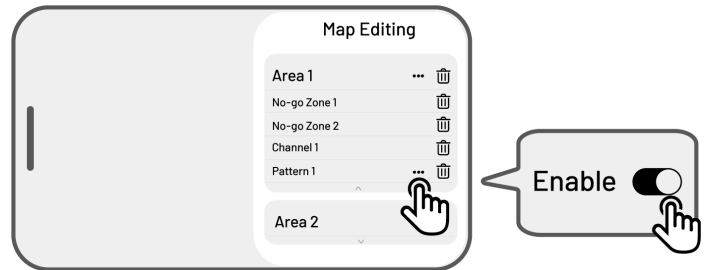 Map Editing
Area 1
No-go Zone 1
No-go Zone 2
Channel 1
Pattern 1
Area 2
Enable